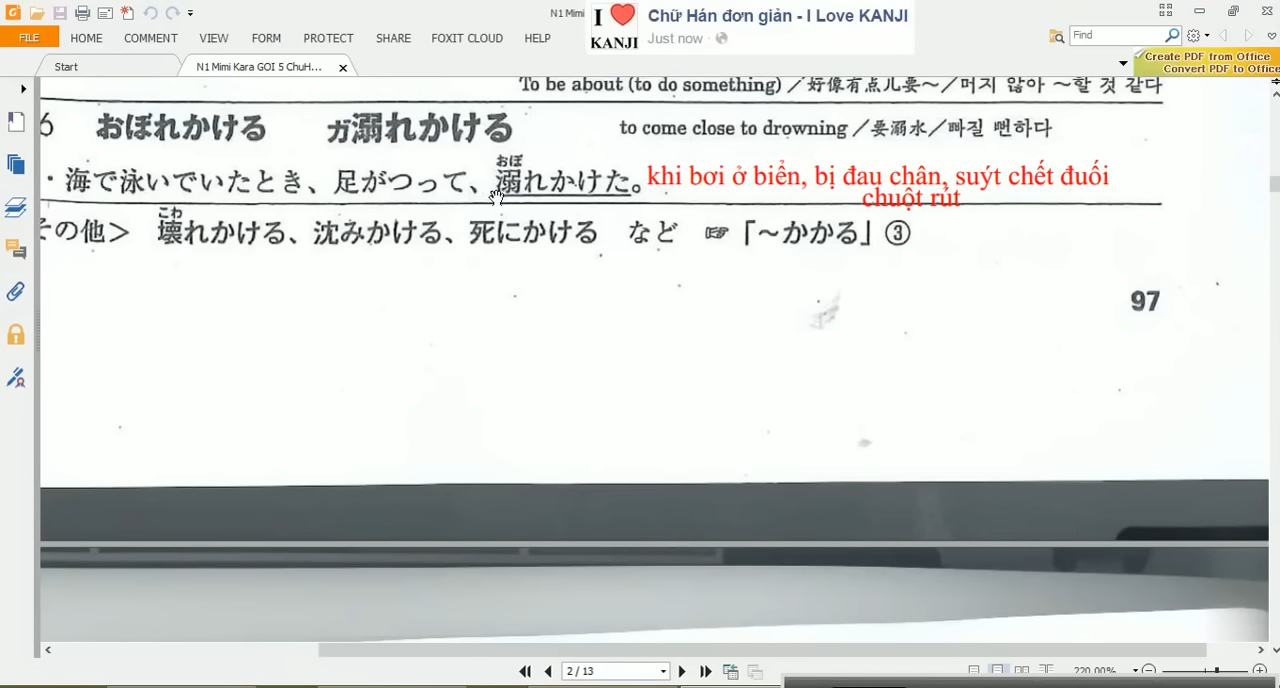 N1 Mimi
I ❤ KANJI
Chữ Hán đơn giản - I Love KANJI
Just now
FILE HOME COMMENT VIEW FORM PROTECT SHARE FOXIT CLOUD HELP
Find
Start
N1 Mimi Kara GOI 5 ChuH...
Create PDF from Office
Convert PDF to Office
To be about (to do something)／好像有点儿要～／머지 않아 ～할 것 같다
6 おぼれかける ガ溺れかける to come close to drowning／要溺水／빠질 뻔하다
おぼ
・海で泳いでいたとき、足がつって、溺れかけた。 khi bơi ở biển, bị đau chân, suýt chết đuối
chuột rút
こわ
その他＞ 壊れかける、沈みかける、死にかける など ☞「～かかる」③
97
2 / 13
220.00%